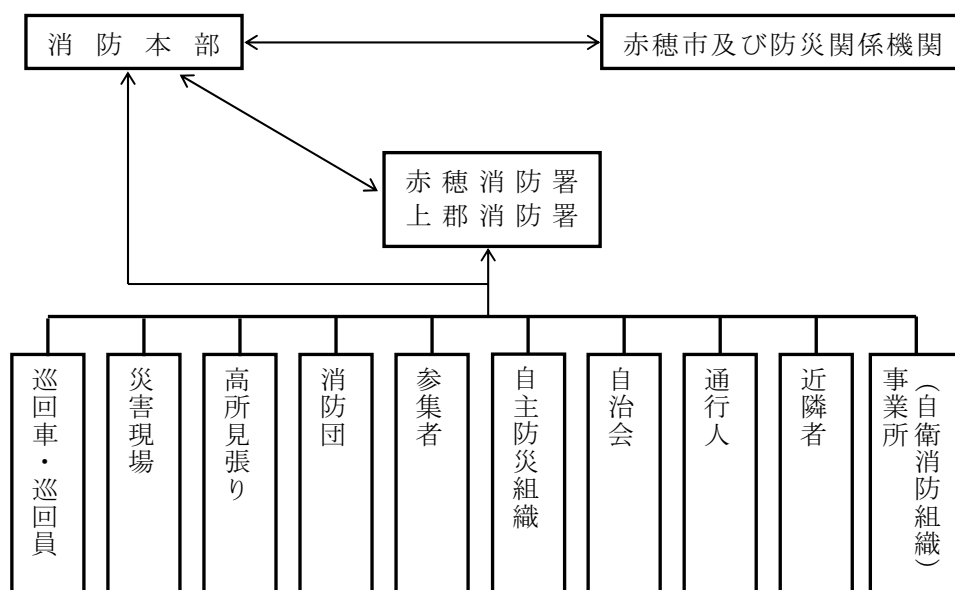 消防本部
赤穂市及び防災関係機関
赤穂消防署
上郡消防署
巡回車・巡回員
災害現場
高所見張り
消防団
参集者
自主防災組織
自治会
通行人
近隣者
事業所
（自衛消防組織）